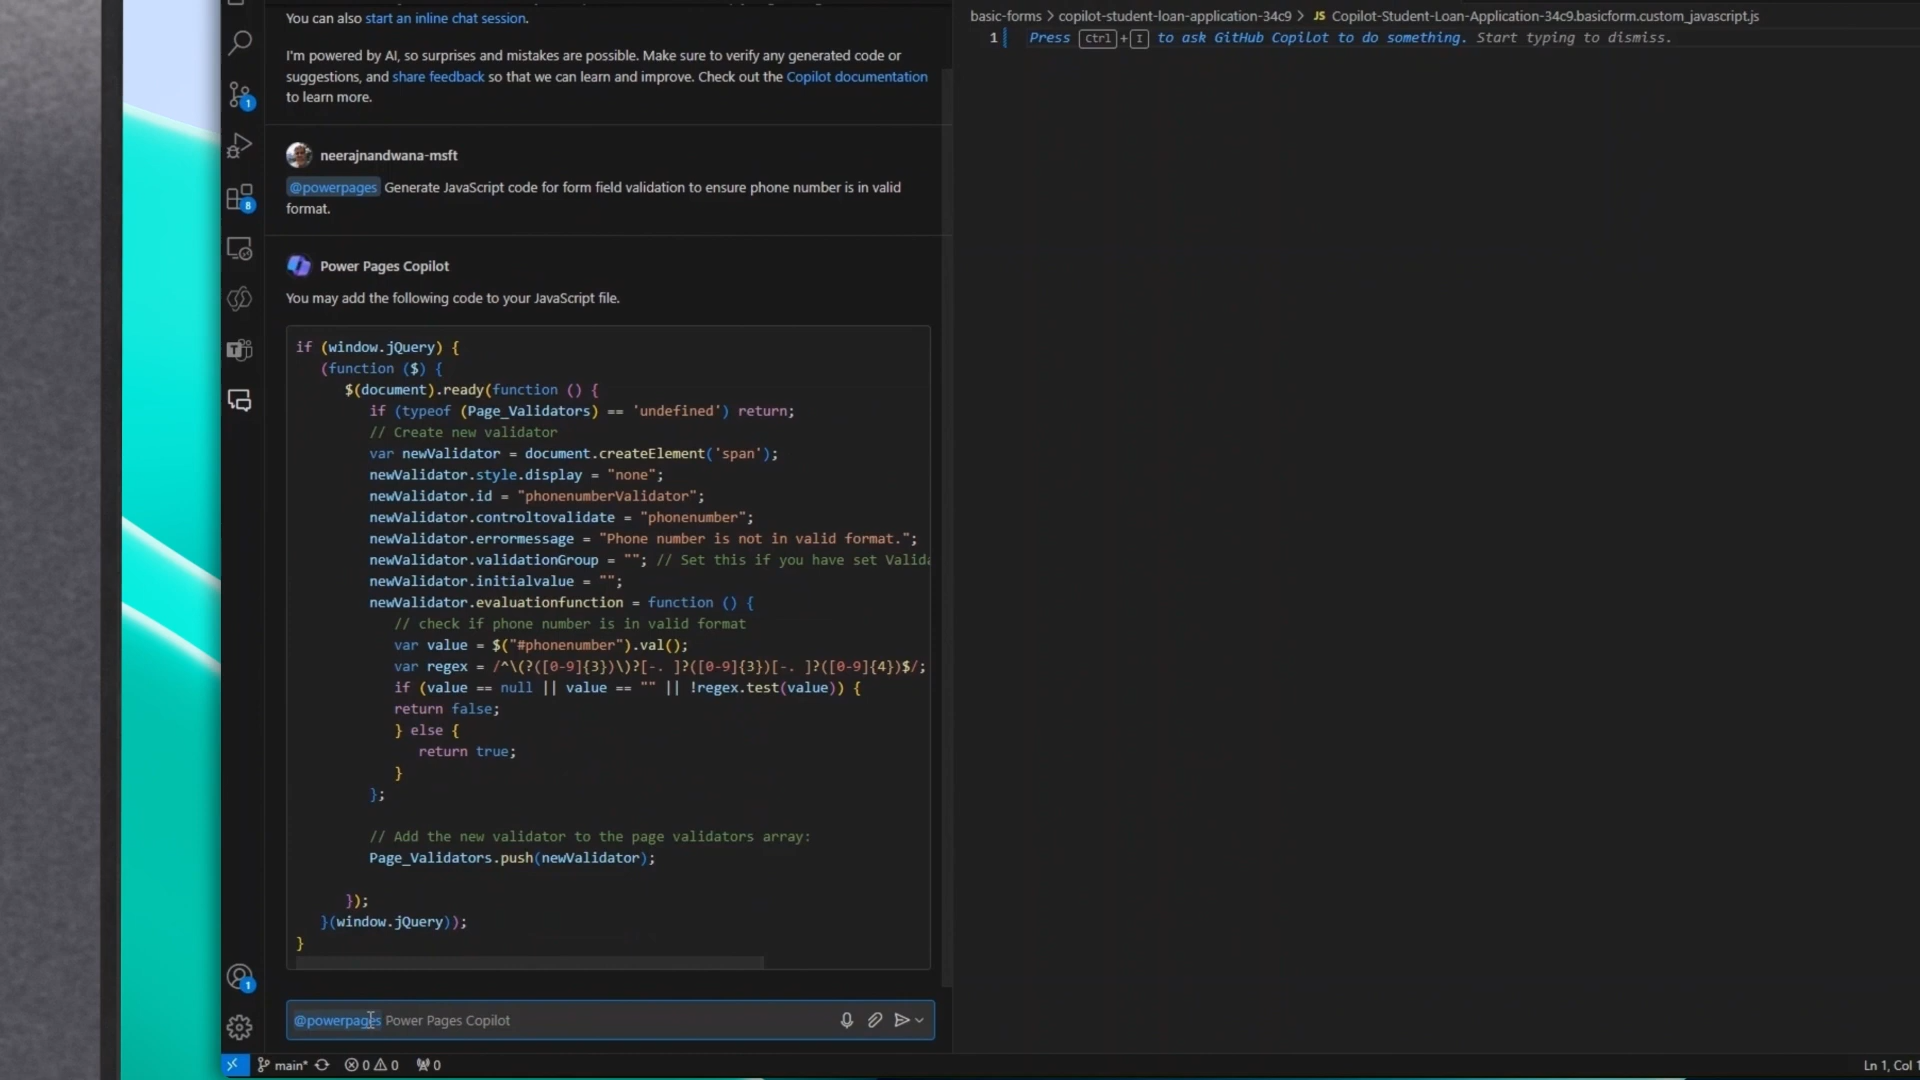 You can also start an inline chat session.
I'm powered by AI, so surprises and mistakes are possible. Make sure to verify any generated code or
suggestions, and share feedback so that we can learn and improve. Check out the Copilot documentation
to learn more.
neerajnandwana-msft
@powerpages Generate JavaScript code for form field validation to ensure phone number is in valid
format.
Power Pages Copilot
You may add the following code to your JavaScript file.
if (window.jQuery) {
(function ($) {
$(document).ready(function () {
if (typeof (Page_Validators) == 'undefined') return;
// Create new validator
var newValidator = document.createElement('span');
newValidator.style.display = "none";
newValidator.id = "phonenumberValidator";
newValidator.controltovalidate = "phonenumber";
newValidator.errormessage = "Phone number is not in valid format.";
newValidator.validationGroup = ""; // Set this if you have set Valida
newValidator.initialvalue = "";
newValidator.evaluationfunction = function () {
// check if phone number is in valid format
var value = $("#phonenumber").val();
var regex = /^\(?([0-9]{3})\)?[-. ]?([0-9]{3})[-. ]?([0-9]{4})$/;
if (value == null || value == "" || !regex.test(value)) {
return false;
} else {
return true;
}
};
// Add the new validator to the page validators array:
Page_Validators.push(newValidator);
});
}(window.jQuery));
}
@powerpages Power Pages Copilot
basic-forms > copilot-student-loan-application-34c9 > JS Copilot-Student-Loan-Application-34c9.basicform.custom_javascript.js
1 Press Ctrl+I to ask GitHub Copilot to do something. Start typing to dismiss.
1
8
1
main* 0 0 0
Ln 1, Col 1